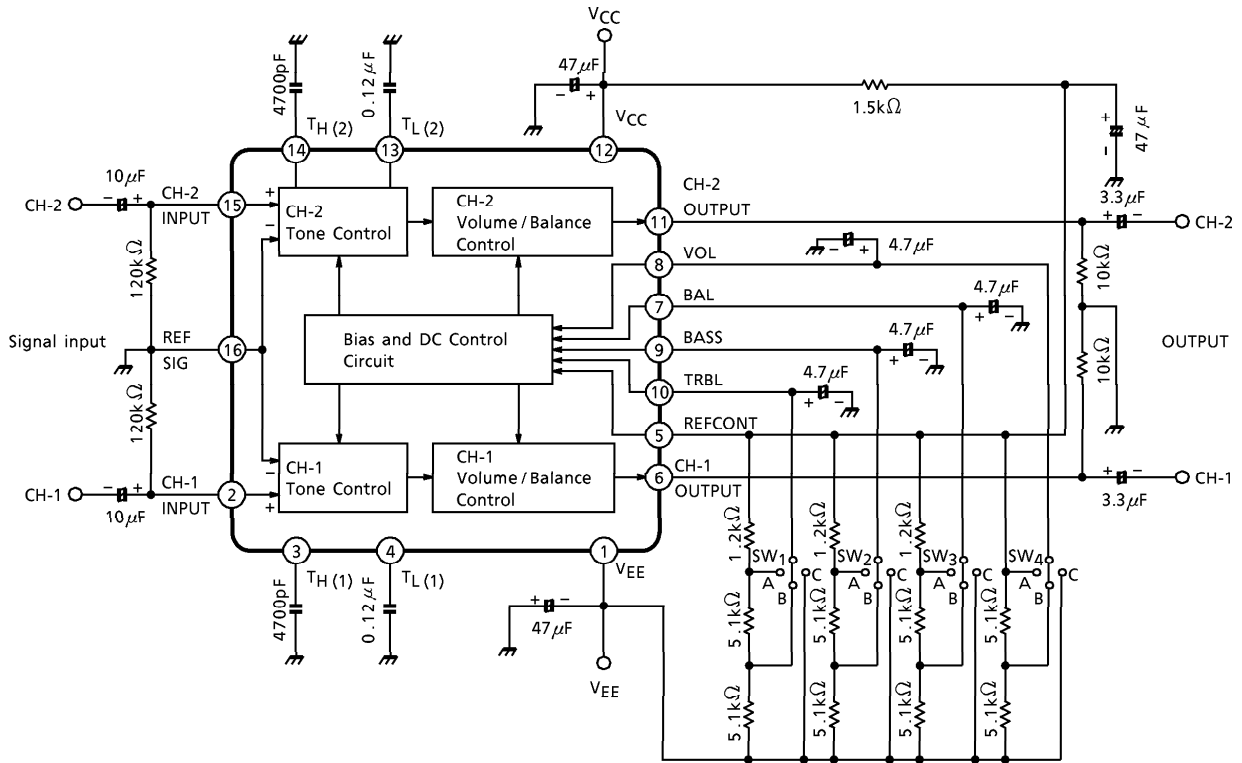 VCC
47μF
− +
VCC
1.5kΩ
+
−
47μF
4700pF
TH (2)
0.12μF
TL (2)
14
13
12
10μF
CH-2
− +
CH-2
INPUT
15
+
−
CH-2
Tone Control
CH-2
Volume/Balance
Control
CH-2
OUTPUT
11
3.3μF
+ −
CH-2
8
VOL
− +
4.7μF
7
BAL
4.7μF
+ −
120kΩ
10kΩ
Signal input
REF
SIG
16
Bias and DC Control
Circuit
9
BASS
4.7μF
+ −
OUTPUT
10
TRBL
4.7μF
+ −
120kΩ
10kΩ
5
REFCONT
CH-1
− +
10μF
CH-1
INPUT
2
−
+
CH-1
Tone Control
CH-1
Volume/Balance
Control
6
CH-1
OUTPUT
+ −
3.3μF
CH-1
3
4
1
TH (1)
TL (1)
VEE
4700pF
0.12μF
+ −
47μF
VEE
1.2kΩ
SW1
A
B
C
5.1kΩ
5.1kΩ
1.2kΩ
SW2
A
B
C
5.1kΩ
5.1kΩ
1.2kΩ
SW3
A
B
C
5.1kΩ
5.1kΩ
SW4
A
B
C
5.1kΩ
5.1kΩ